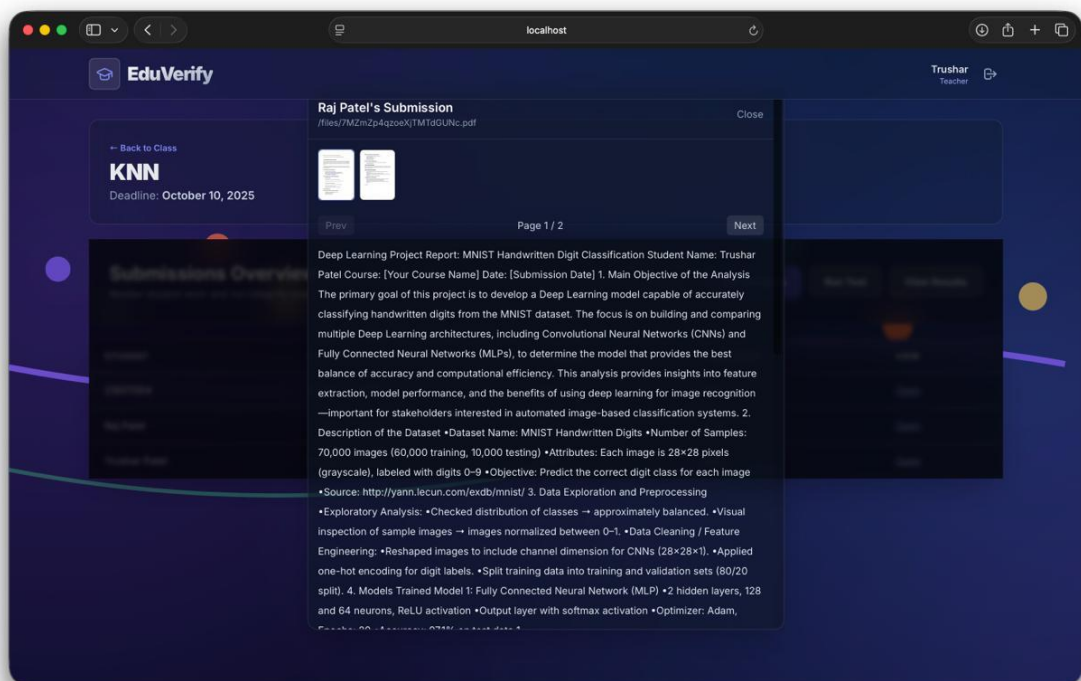 localhost
EduVerify
Trushar
Teacher
← Back to Class
KNN
Deadline: October 10, 2025
Raj Patel's Submission
/files/7MZmZp4qzoeXjTMTdGUNc.pdf
Close
Prev
Page 1 / 2
Next
Deep Learning Project Report: MNIST Handwritten Digit Classification Student Name: Trushar
Patel Course: [Your Course Name] Date: [Submission Date] 1. Main Objective of the Analysis
The primary goal of this project is to develop a Deep Learning model capable of accurately
classifying handwritten digits from the MNIST dataset. The focus is on building and comparing
multiple Deep Learning architectures, including Convolutional Neural Networks (CNNs) and
Fully Connected Neural Networks (MLPs), to determine the model that provides the best
balance of accuracy and computational efficiency. This analysis provides insights into feature
extraction, model performance, and the benefits of using deep learning for image recognition
—important for stakeholders interested in automated image-based classification systems. 2.
Description of the Dataset •Dataset Name: MNIST Handwritten Digits •Number of Samples:
70,000 images (60,000 training, 10,000 testing) •Attributes: Each image is 28×28 pixels
(grayscale), labeled with digits 0–9 •Objective: Predict the correct digit class for each image
•Source: http://yann.lecun.com/exdb/mnist/ 3. Data Exploration and Preprocessing
•Exploratory Analysis: •Checked distribution of classes → approximately balanced. •Visual
inspection of sample images → images normalized between 0–1. •Data Cleaning / Feature
Engineering: •Reshaped images to include channel dimension for CNNs (28×28×1). •Applied
one-hot encoding for digit labels. •Split training data into training and validation sets (80/20
split). 4. Models Trained Model 1: Fully Connected Neural Network (MLP) •2 hidden layers, 128
and 64 neurons, ReLU activation •Output layer with softmax activation •Optimizer: Adam,
Submissions Overview